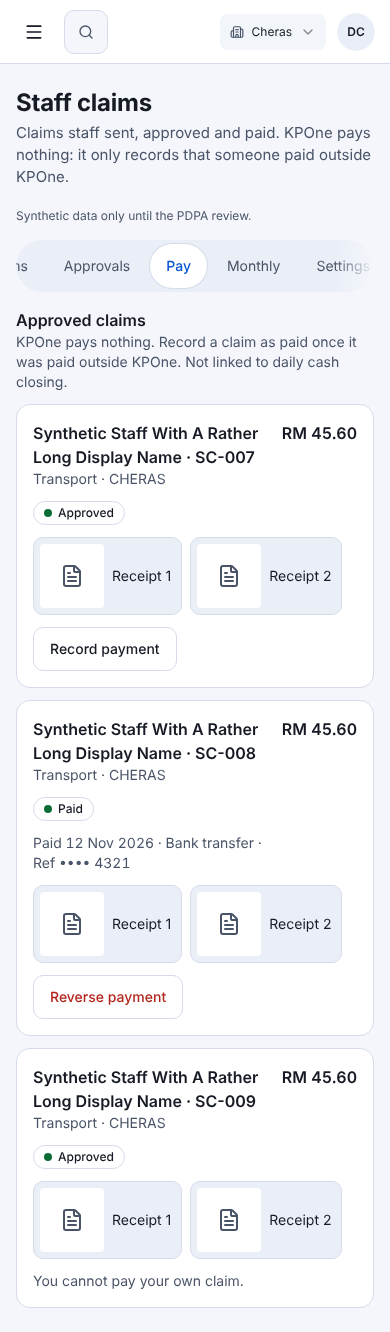 Cheras
DC
Staff claims
Claims staff sent, approved and paid. KPOne pays
nothing: it only records that someone paid outside
KPOne.
Synthetic data only until the PDPA review.
Approvals
Pay
Monthly
Settings
Approved claims
KPOne pays nothing. Record a claim as paid once it
was paid outside KPOne. Not linked to daily cash
closing.
Synthetic Staff With A Rather
Long Display Name · SC-007
RM 45.60
Transport · CHERAS
Approved
Receipt 1
Receipt 2
Record payment
Synthetic Staff With A Rather
Long Display Name · SC-008
RM 45.60
Transport · CHERAS
Paid
Paid 12 Nov 2026 · Bank transfer ·
Ref •••• 4321
Receipt 1
Receipt 2
Reverse payment
Synthetic Staff With A Rather
Long Display Name · SC-009
RM 45.60
Transport · CHERAS
Approved
Receipt 1
Receipt 2
You cannot pay your own claim.